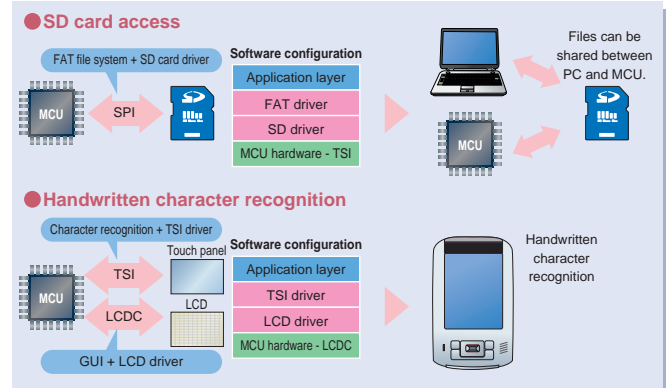 SD card access
FAT file system + SD card driver
MCU
SPI
SD
Software configuration
Application layer
FAT driver
SD driver
MCU hardware - TSI
MCU
Files can be
shared between
PC and MCU.
SD
Handwritten character recognition
Character recognition + TSI driver
MCU
TSI
LCDC
Touch panel
LCD
GUI + LCD driver
Software configuration
Application layer
TSI driver
LCD driver
MCU hardware - LCDC
Handwritten
character
recognition